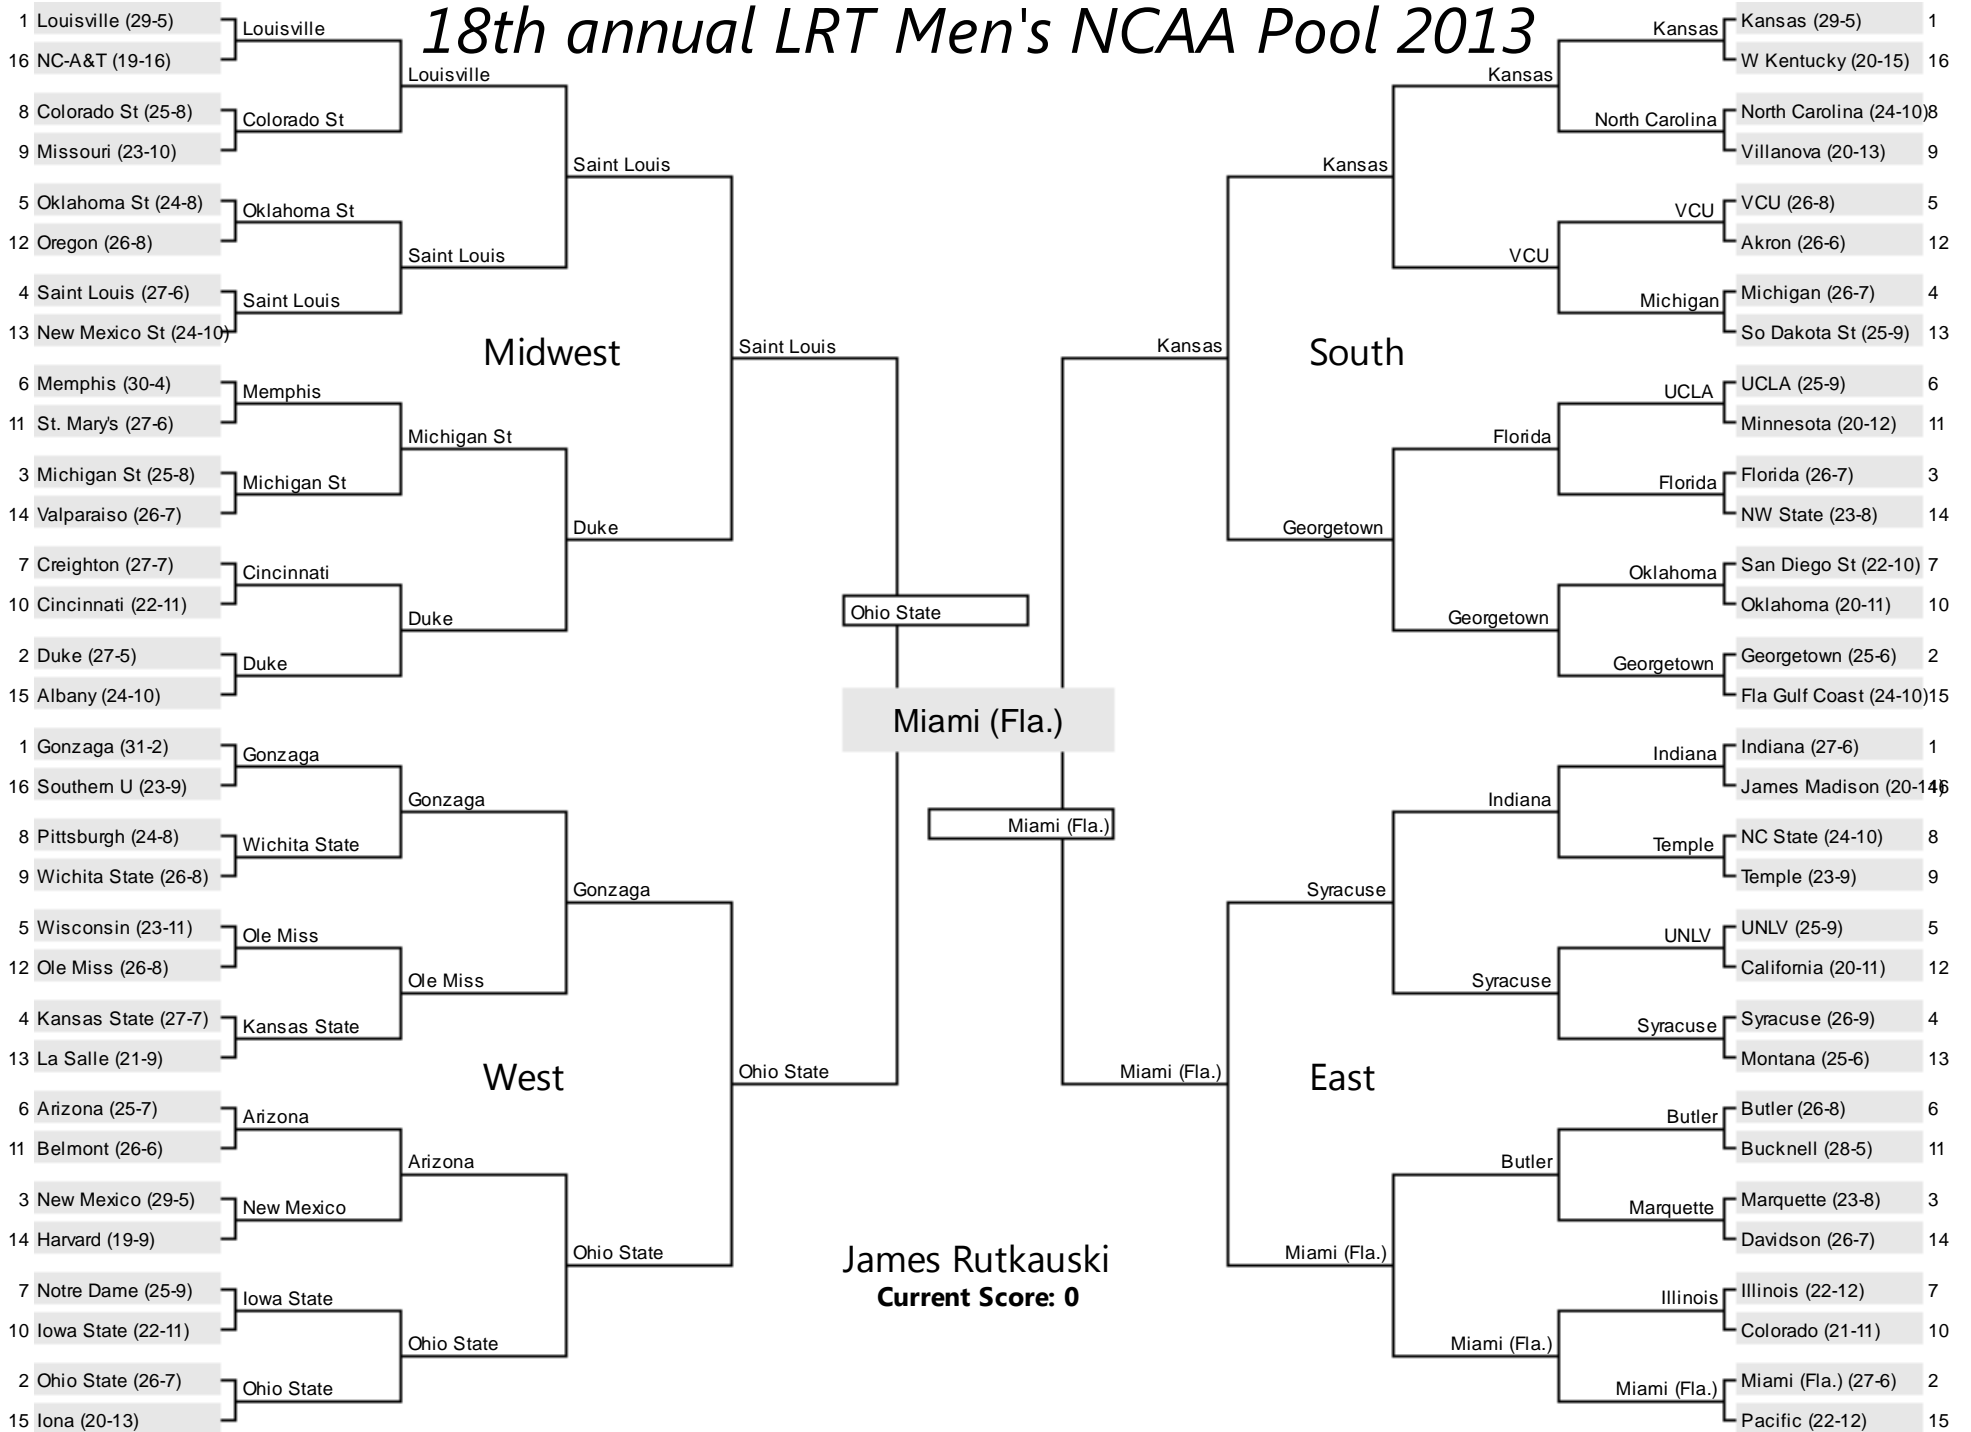 18th annual LRT Men's NCAA Pool 2013
1 Louisville (29-5)
16 NC-A&T (19-16)
8 Colorado St (25-8)
9 Missouri (23-10)
5 Oklahoma St (24-8)
12 Oregon (26-8)
4 Saint Louis (27-6)
13 New Mexico St (24-10)
6 Memphis (30-4)
11 St. Mary's (27-6)
3 Michigan St (25-8)
14 Valparaiso (26-7)
7 Creighton (27-7)
10 Cincinnati (22-11)
2 Duke (27-5)
15 Albany (24-10)
Louisville
Colorado St
Oklahoma St
Saint Louis
Memphis
Michigan St
Cincinnati
Duke
Louisville
Saint Louis
Michigan St
Duke
Saint Louis
Duke
Midwest
Saint Louis
1 Gonzaga (31-2)
16 Southern U (23-9)
8 Pittsburgh (24-8)
9 Wichita State (26-8)
5 Wisconsin (23-11)
12 Ole Miss (26-8)
4 Kansas State (27-7)
13 La Salle (21-9)
6 Arizona (25-7)
11 Belmont (26-6)
3 New Mexico (29-5)
14 Harvard (19-9)
7 Notre Dame (25-9)
10 Iowa State (22-11)
2 Ohio State (26-7)
15 Iona (20-13)
Gonzaga
Wichita State
Ole Miss
Kansas State
Arizona
New Mexico
Iowa State
Ohio State
Gonzaga
Ole Miss
Arizona
Ohio State
Gonzaga
Ohio State
West
Ohio State
Ohio State
Miami (Fla.)
Miami (Fla.)
James Rutkauski
Current Score: 0
Kansas (29-5) 1
W Kentucky (20-15) 16
North Carolina (24-10) 8
Villanova (20-13) 9
VCU (26-8) 5
Akron (26-6) 12
Michigan (26-7) 4
So Dakota St (25-9) 13
UCLA (25-9) 6
Minnesota (20-12) 11
Florida (26-7) 3
NW State (23-8) 14
San Diego St (22-10) 7
Oklahoma (20-11) 10
Georgetown (25-6) 2
Fla Gulf Coast (24-10) 15
Kansas
North Carolina
VCU
Michigan
UCLA
Florida
Oklahoma
Georgetown
Kansas
VCU
Florida
Georgetown
Kansas
Georgetown
South
Kansas
Indiana (27-6) 1
James Madison (20-14) 16
NC State (24-10) 8
Temple (23-9) 9
UNLV (25-9) 5
California (20-11) 12
Syracuse (26-9) 4
Montana (25-6) 13
Butler (26-8) 6
Bucknell (28-5) 11
Marquette (23-8) 3
Davidson (26-7) 14
Illinois (22-12) 7
Colorado (21-11) 10
Miami (Fla.) (27-6) 2
Pacific (22-12) 15
Indiana
Temple
UNLV
Syracuse
Butler
Marquette
Illinois
Miami (Fla.)
Indiana
Syracuse
Butler
Miami (Fla.)
Syracuse
Miami (Fla.)
East
Miami (Fla.)